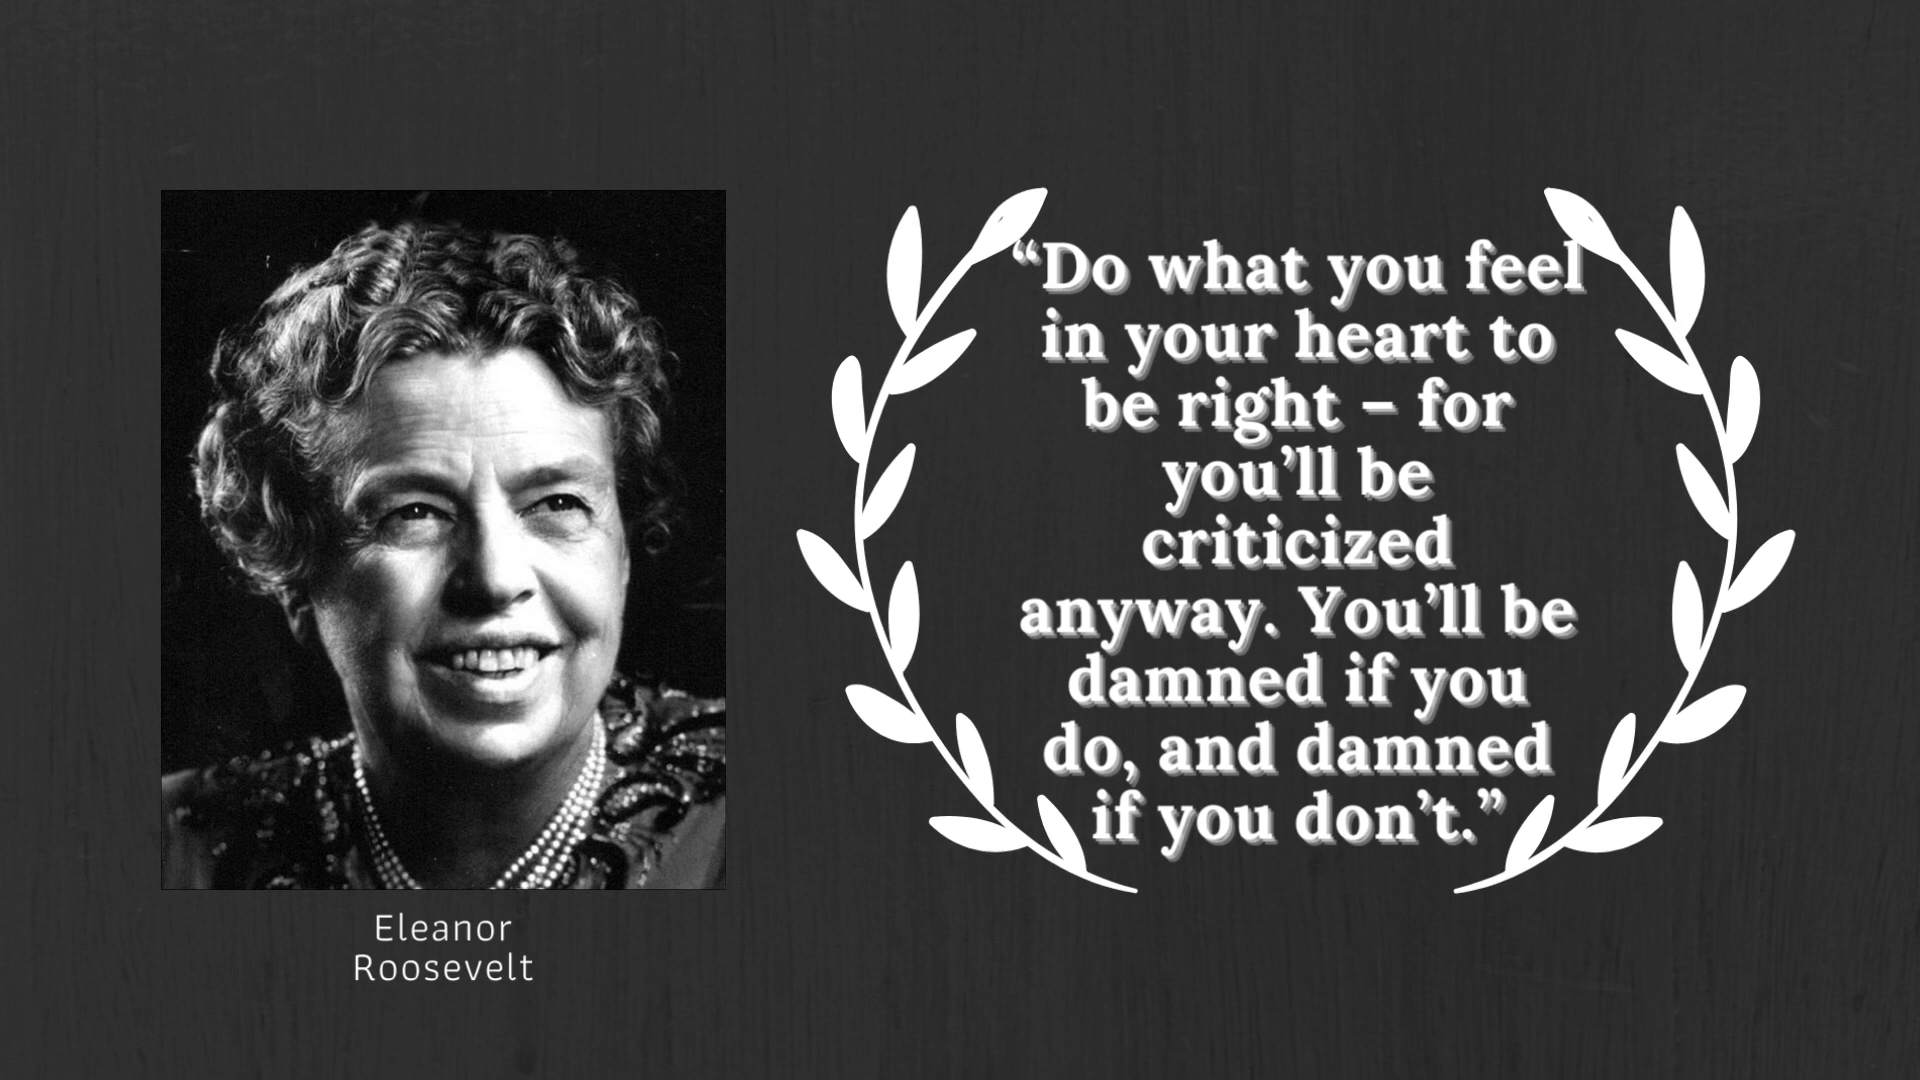 “Do what you feel
in your heart to
be right – for
you’ll be
criticized
anyway. You’ll be
damned if you
do, and damned
if you don’t.”
Eleanor
Roosevelt